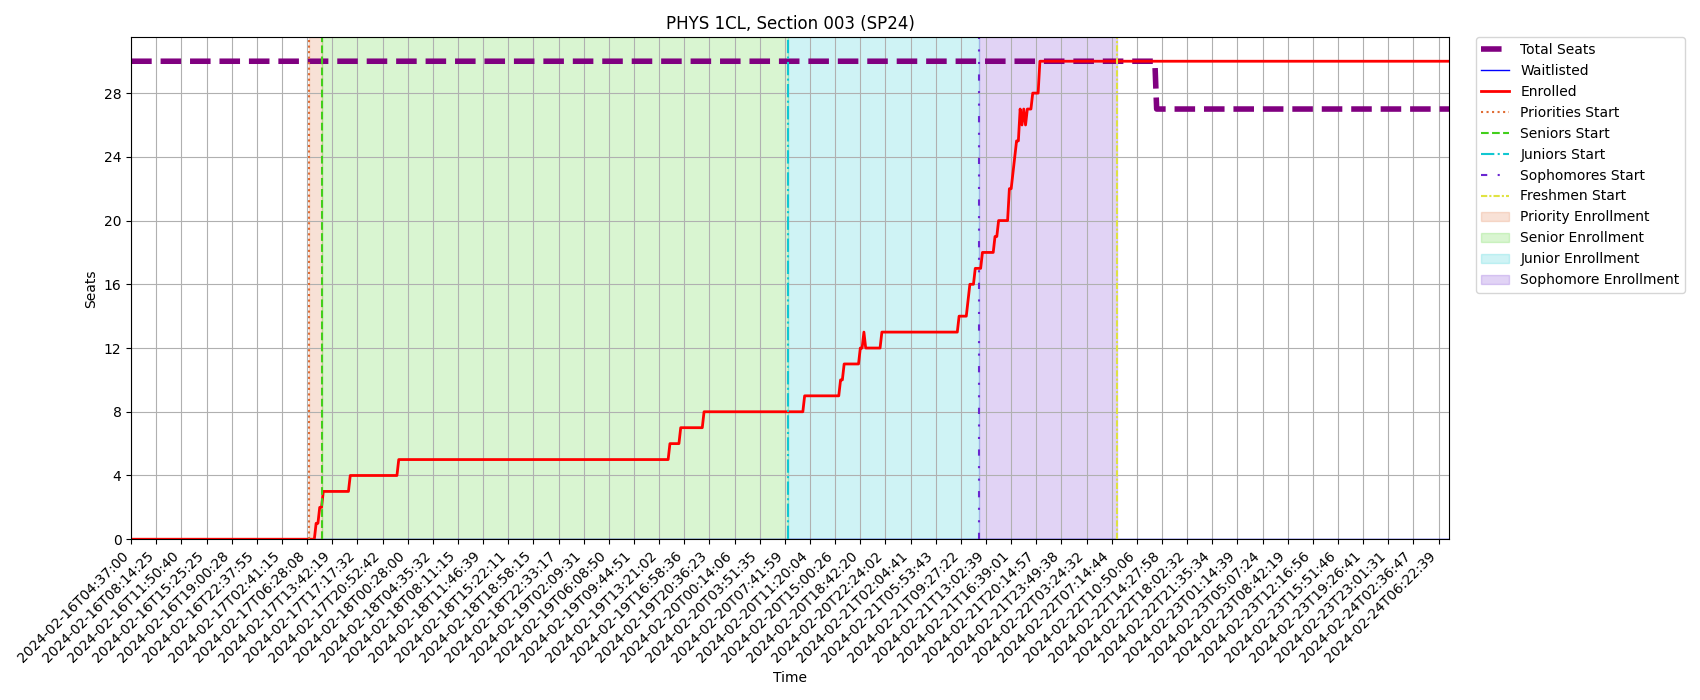 PHYS 1CL, Section 003 (SP24)
Total Seats
Waitlisted
Enrolled
Priorities Start
Seniors Start
Juniors Start
Sophomores Start
Freshmen Start
Priority Enrollment
Senior Enrollment
Junior Enrollment
Sophomore Enrollment
Seats
28
24
20
16
12
8
4
0
2024-02-16T04:37:00
2024-02-16T08:14:25
2024-02-16T11:50:40
2024-02-16T15:25:25
2024-02-16T19:00:28
2024-02-16T22:37:55
2024-02-17T02:41:15
2024-02-17T06:28:08
2024-02-17T13:42:19
2024-02-17T17:17:32
2024-02-17T20:52:42
2024-02-18T00:28:00
2024-02-18T04:35:32
2024-02-18T08:11:15
2024-02-18T11:46:39
2024-02-18T15:22:11
2024-02-18T18:58:15
2024-02-18T22:33:17
2024-02-19T02:09:31
2024-02-19T06:08:50
2024-02-19T09:44:51
2024-02-19T13:21:02
2024-02-19T16:58:36
2024-02-19T20:36:23
2024-02-20T00:14:06
2024-02-20T03:51:35
2024-02-20T07:41:59
2024-02-20T11:20:04
2024-02-20T15:00:26
2024-02-20T18:42:20
2024-02-20T22:24:02
2024-02-21T02:04:41
2024-02-21T05:53:43
2024-02-21T09:27:22
2024-02-21T13:02:39
2024-02-21T16:39:01
2024-02-21T20:14:57
2024-02-21T23:49:38
2024-02-22T03:24:32
2024-02-22T07:14:44
2024-02-22T10:50:06
2024-02-22T14:27:58
2024-02-22T18:02:32
2024-02-22T21:35:34
2024-02-23T01:14:39
2024-02-23T05:07:24
2024-02-23T08:42:19
2024-02-23T12:16:56
2024-02-23T15:51:46
2024-02-23T19:26:41
2024-02-23T23:01:31
2024-02-24T02:36:47
2024-02-24T06:22:39
Time